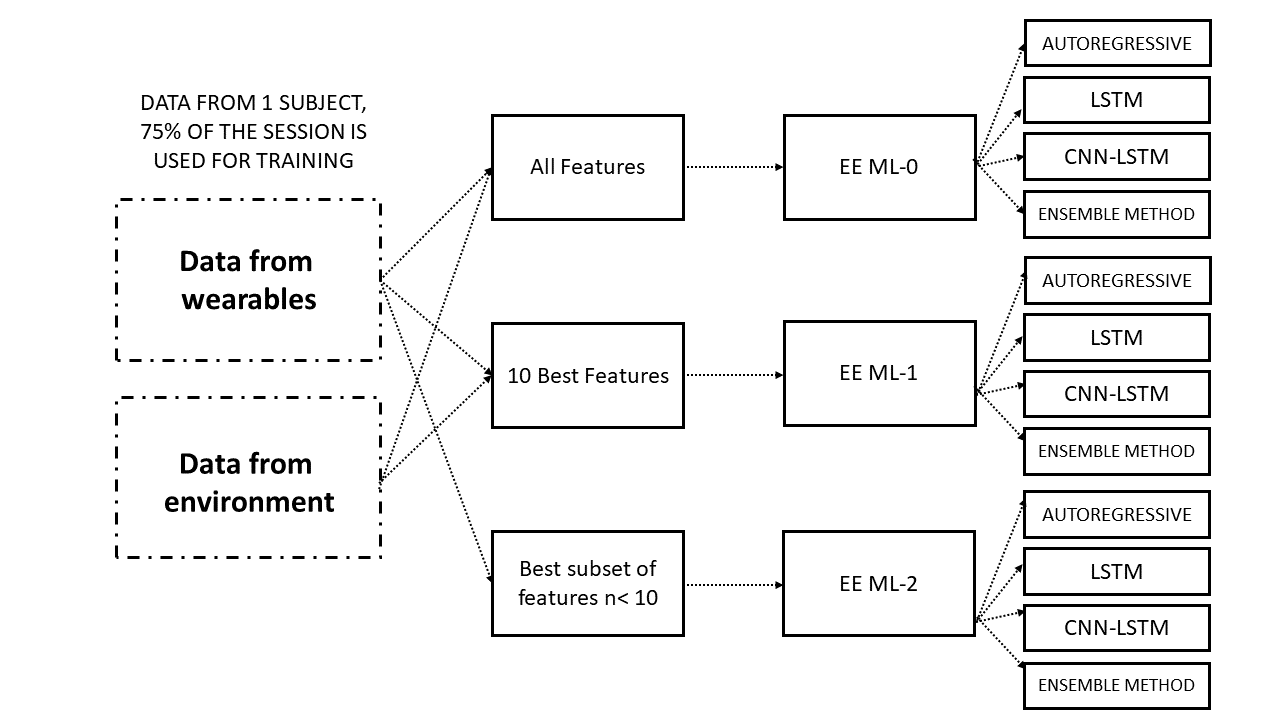 DATA FROM 1 SUBJECT,
75% OF THE SESSION IS
USED FOR TRAINING
Data from
wearables
Data from
environment
All Features
10 Best Features
Best subset of
features n< 10
EE ML-0
EE ML-1
EE ML-2
AUTOREGRESSIVE
LSTM
CNN-LSTM
ENSEMBLE METHOD
AUTOREGRESSIVE
LSTM
CNN-LSTM
ENSEMBLE METHOD
AUTOREGRESSIVE
LSTM
CNN-LSTM
ENSEMBLE METHOD